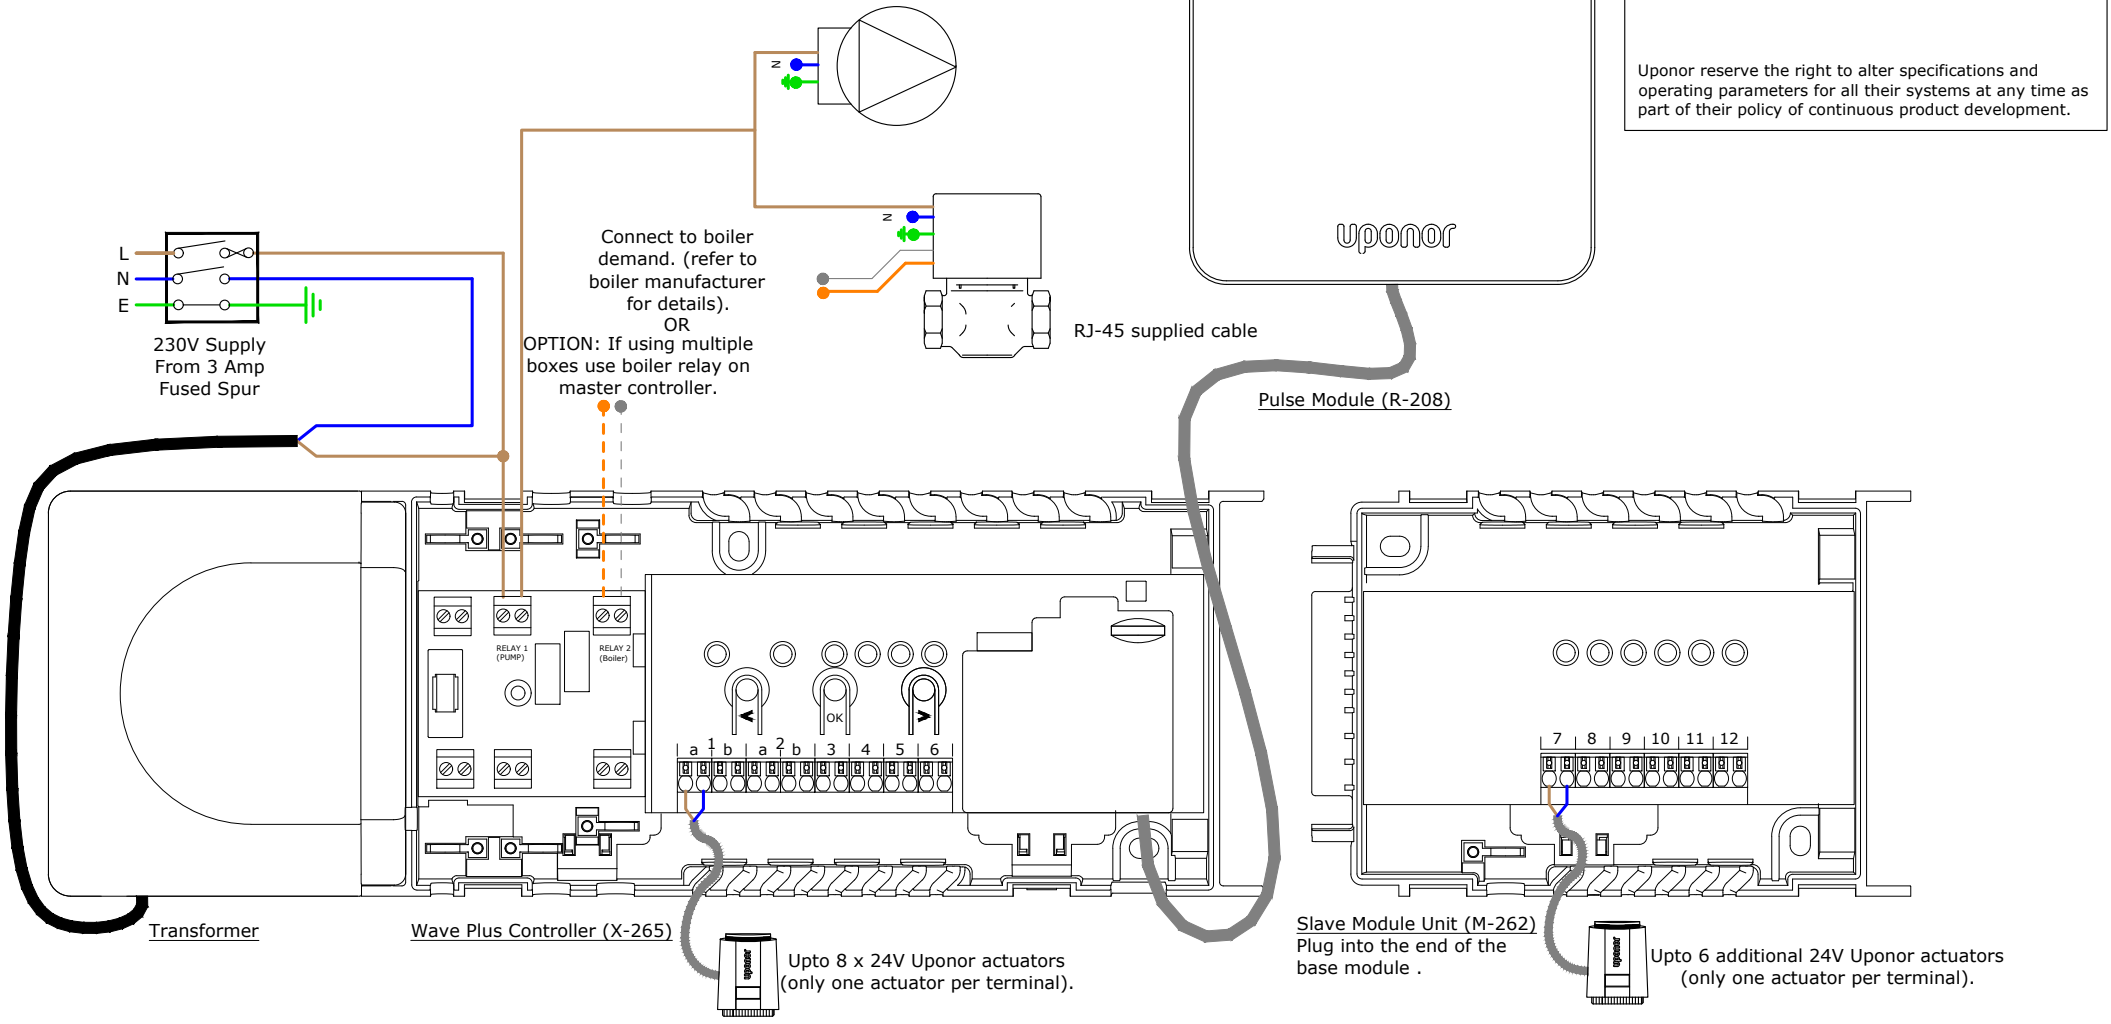 N
Uponor reserve the right to alter specifications and
operating parameters for all their systems at any time as
part of their policy of continuous product development.
N
uponor
L
N
E
230V Supply
From 3 Amp
Fused Spur
Connect to boiler
demand. (refer to
boiler manufacturer
for details).
OR
OPTION: If using multiple
boxes use boiler relay on
master controller.
RJ-45 supplied cable
Pulse Module (R-208)
RELAY 1
(PUMP)
RELAY 2
(Boiler)
< OK >
1 2
a b a b 3 4 5 6
7 8 9 10 11 12
Transformer
Wave Plus Controller (X-265)
uponor
Upto 8 x 24V Uponor actuators
(only one actuator per terminal).
Slave Module Unit (M-262)
Plug into the end of the
base module .
uponor
Upto 6 additional 24V Uponor actuators
(only one actuator per terminal).